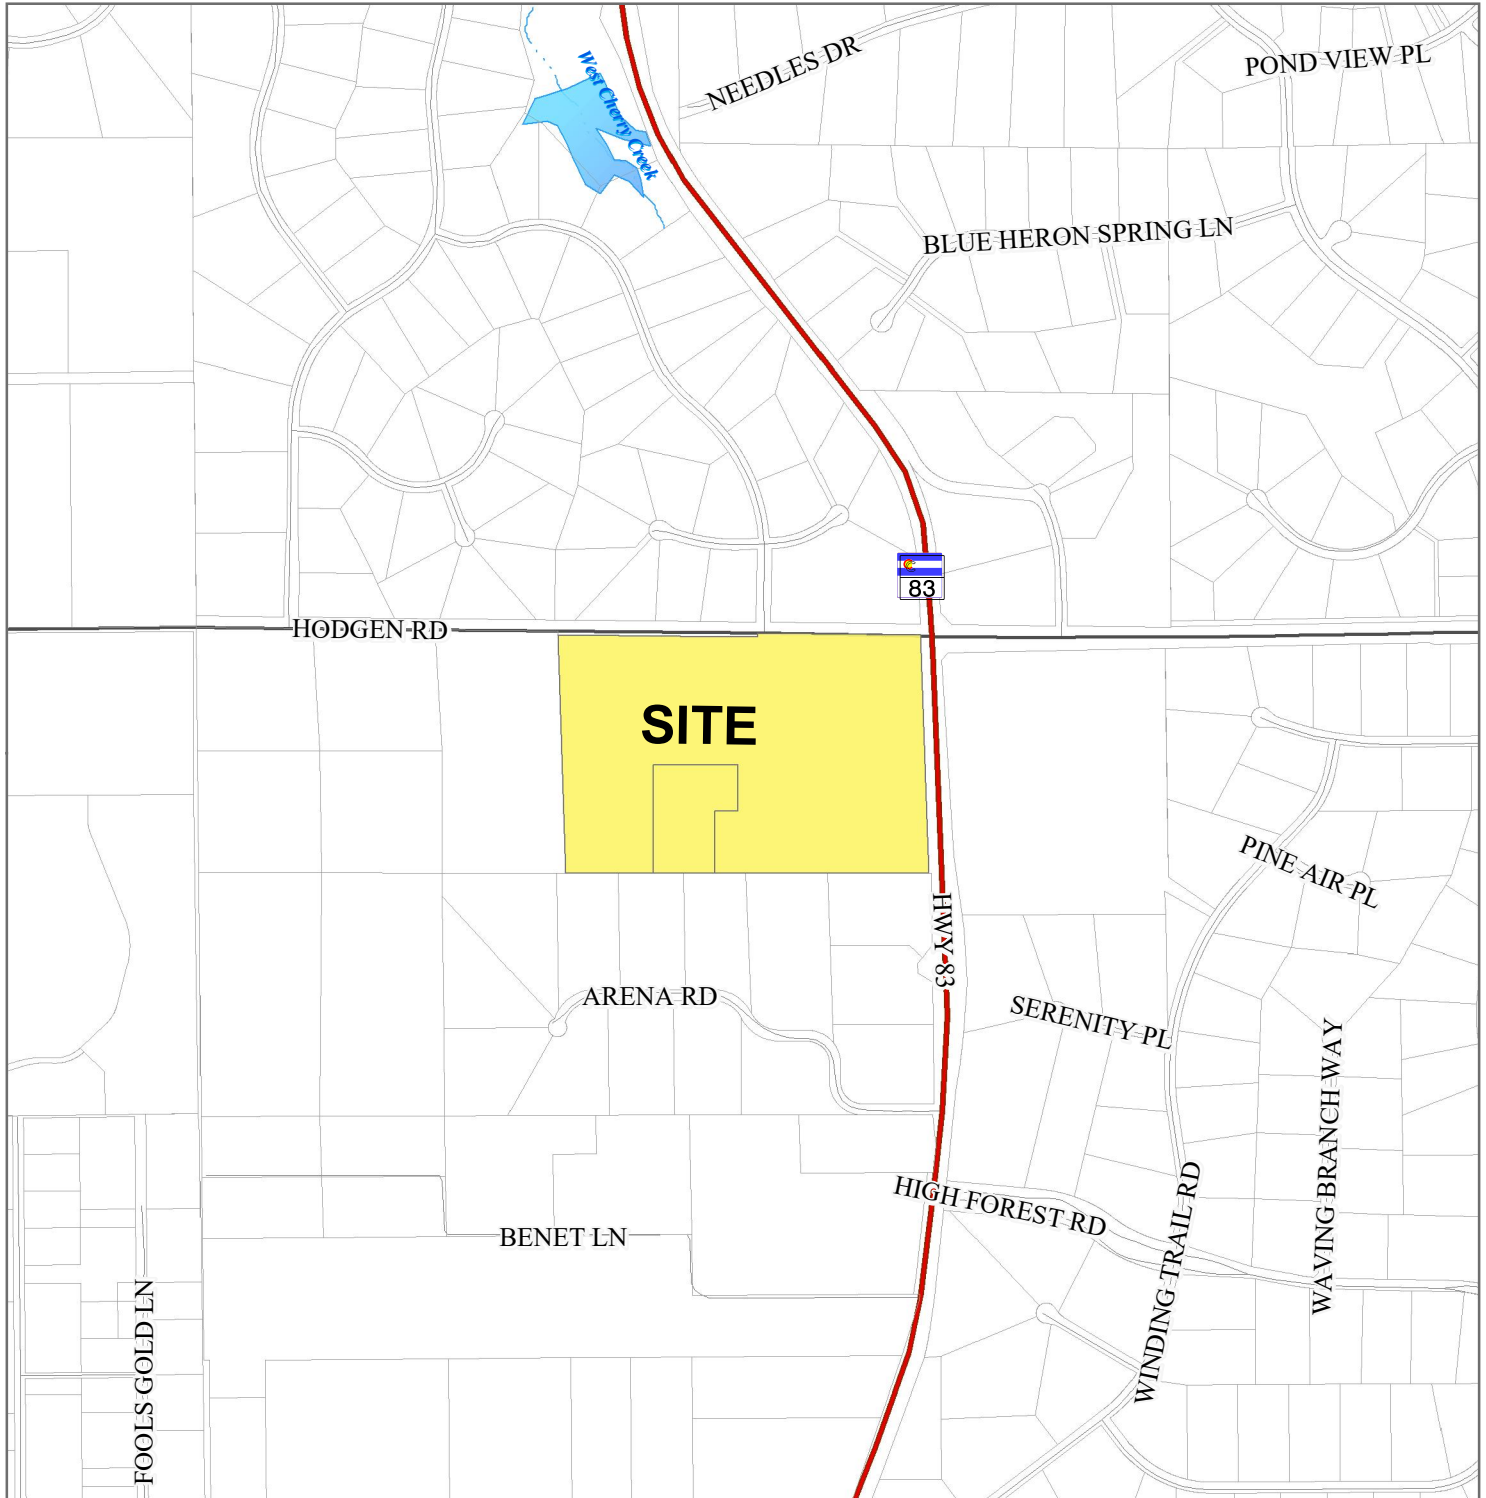 NEEDLES DR
POND VIEW PL
West Cherry Creek
BLUE HERON SPRING LN
83
HODGEN RD
SITE
PINE AIR PL
HWY 83
ARENA RD
SERENITY PL
HIGH FOREST RD
BENET LN
WINDING TRAIL RD
WAVING BRANCH WAY
FOOLS GOLD LN